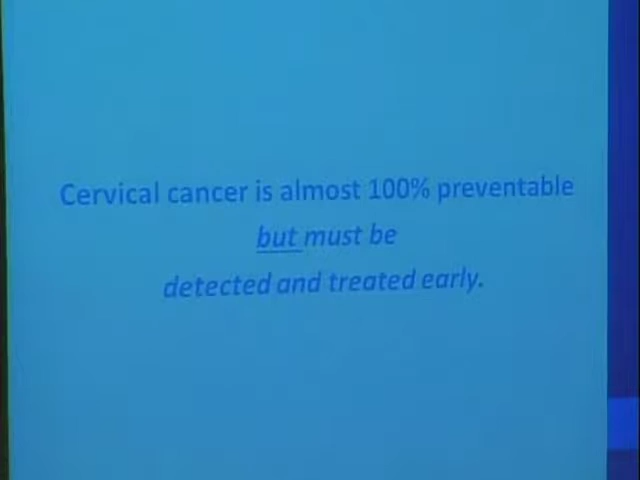 Cervical cancer is almost 100% preventable
but must be
detected and treated early.